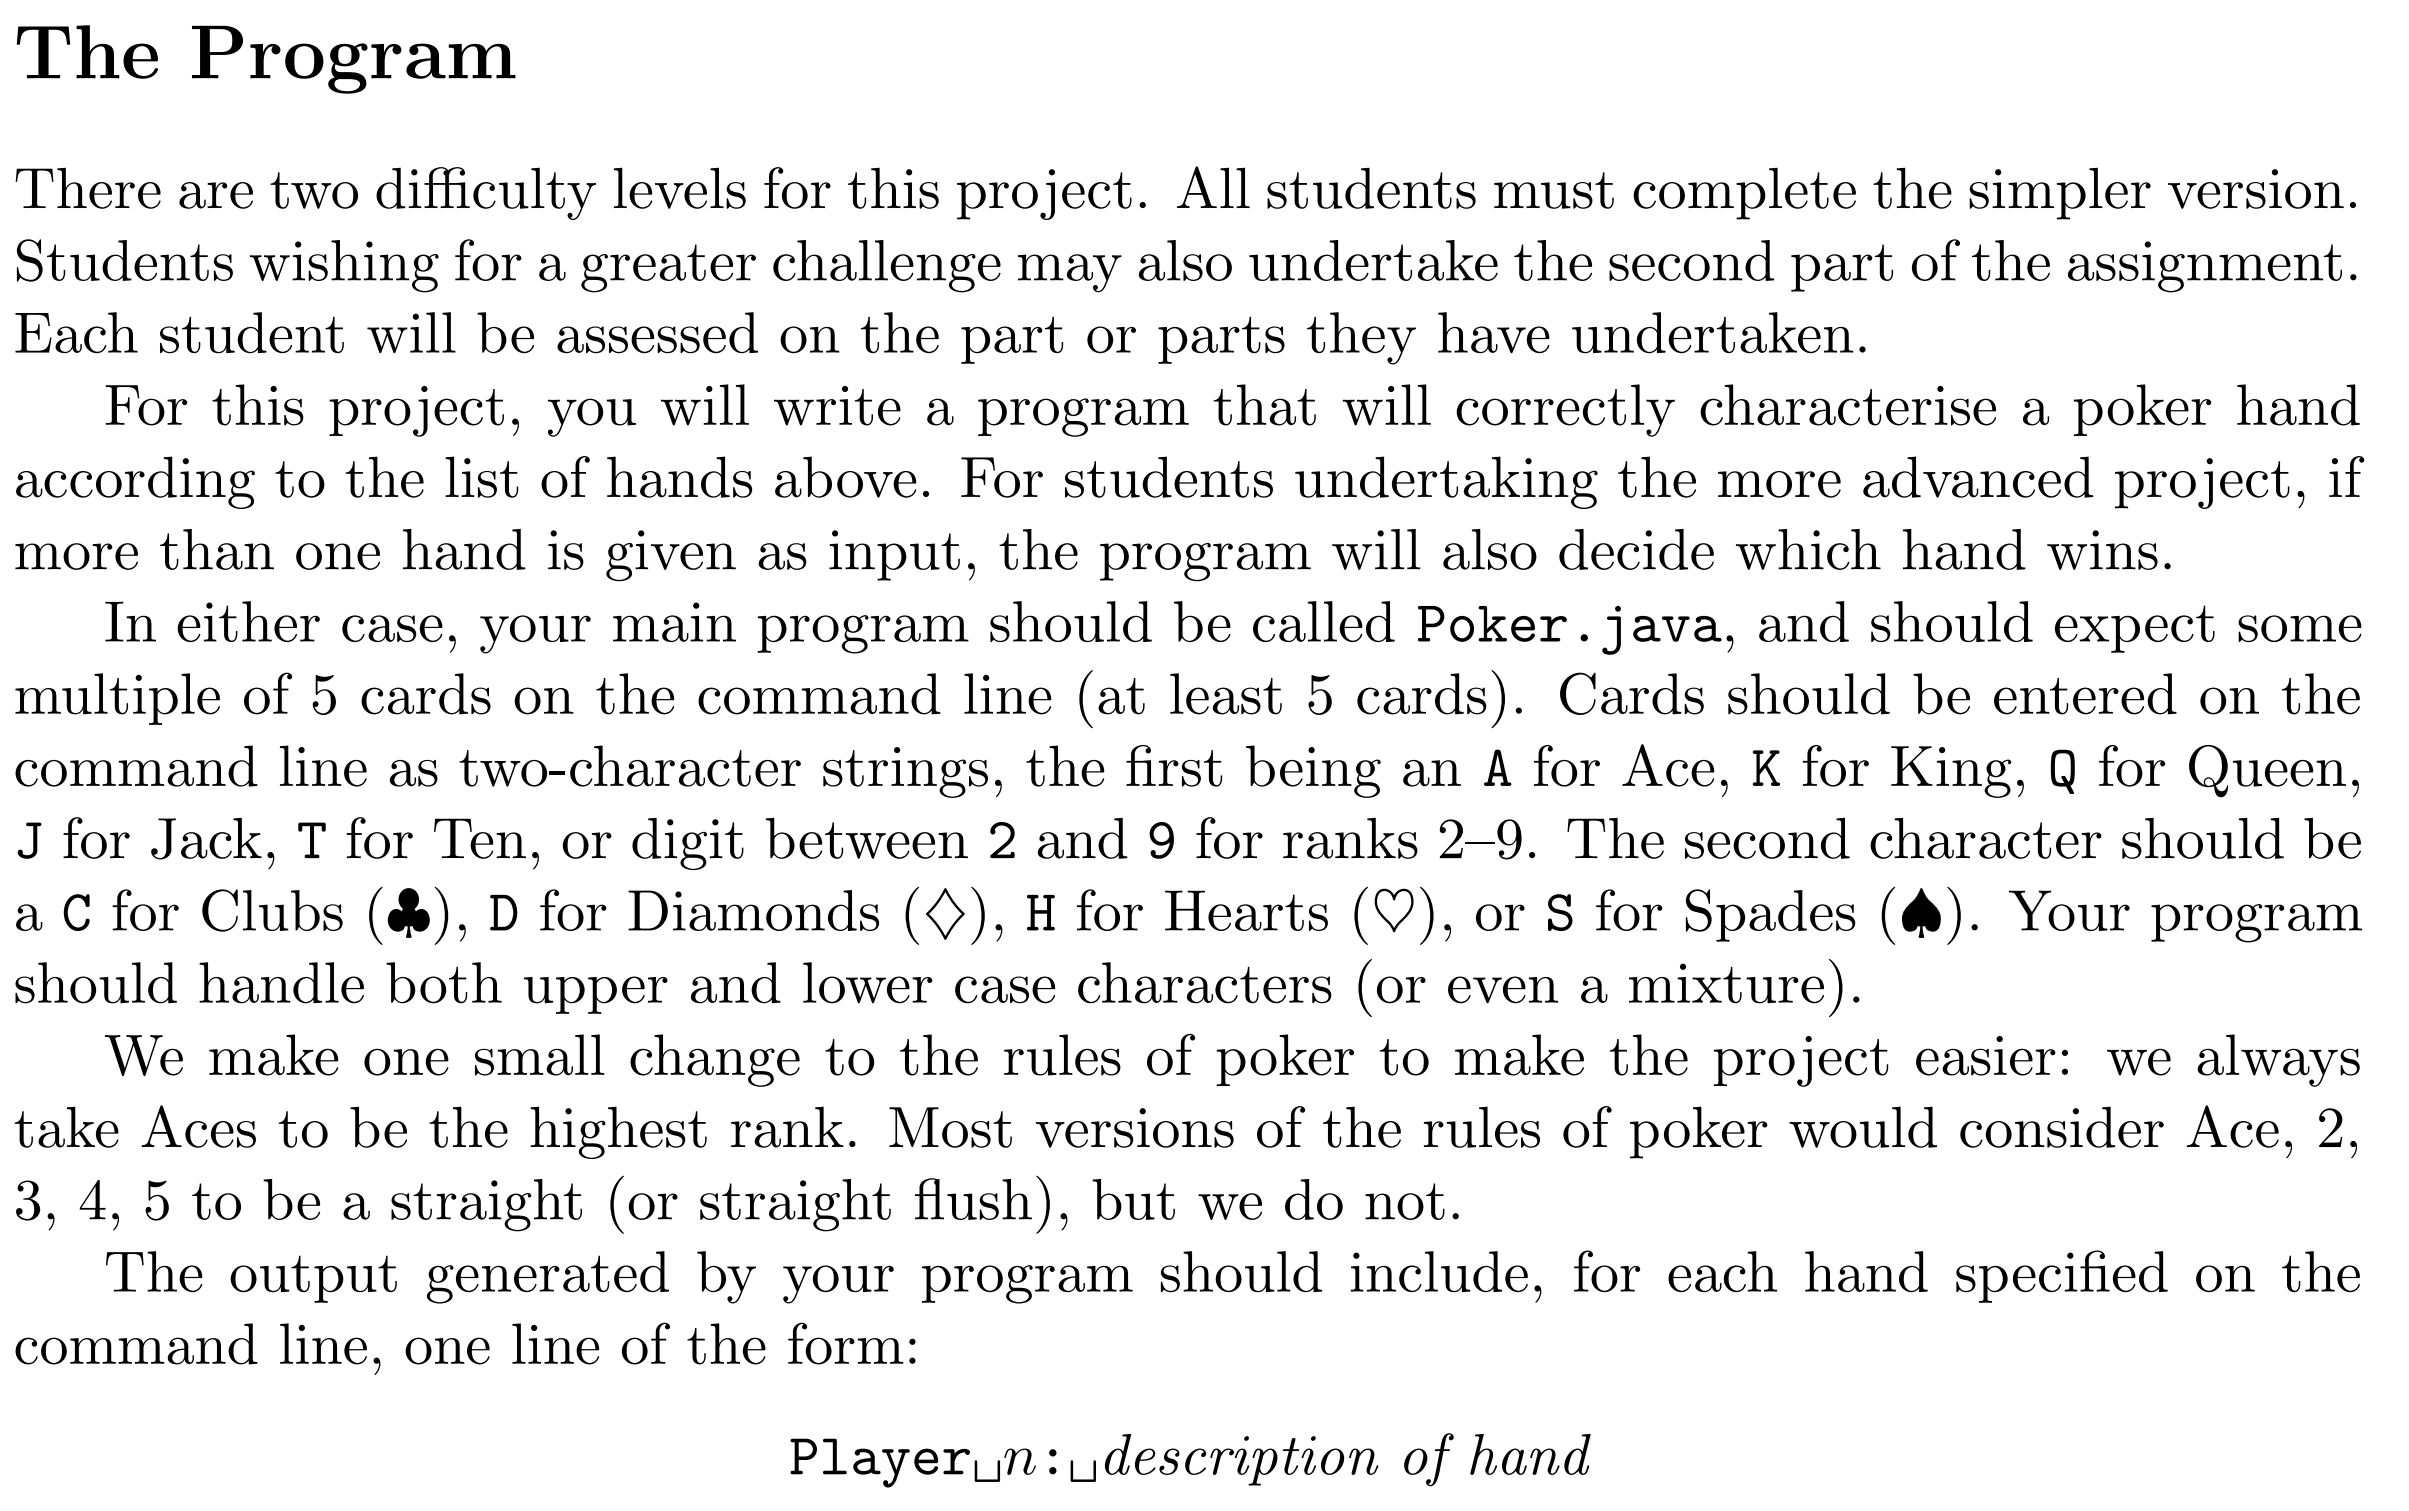 The Program
There are two difficulty levels for this project. All students must complete the simpler version.
Students wishing for a greater challenge may also undertake the second part of the assignment.
Each student will be assessed on the part or parts they have undertaken.
For this project, you will write a program that will correctly characterise a poker hand
according to the list of hands above. For students undertaking the more advanced project, if
more than one hand is given as input, the program will also decide which hand wins.
In either case, your main program should be called Poker.java, and should expect some
multiple of 5 cards on the command line (at least 5 cards). Cards should be entered on the
command line as two-character strings, the first being an A for Ace, K for King, Q for Queen,
J for Jack, T for Ten, or digit between 2 and 9 for ranks 2–9. The second character should be
a C for Clubs (♣), D for Diamonds (♢), H for Hearts (♡), or S for Spades (♠). Your program
should handle both upper and lower case characters (or even a mixture).
We make one small change to the rules of poker to make the project easier: we always
take Aces to be the highest rank. Most versions of the rules of poker would consider Ace, 2,
3, 4, 5 to be a straight (or straight flush), but we do not.
The output generated by your program should include, for each hand specified on the
command line, one line of the form:
Player␣n:␣description of hand